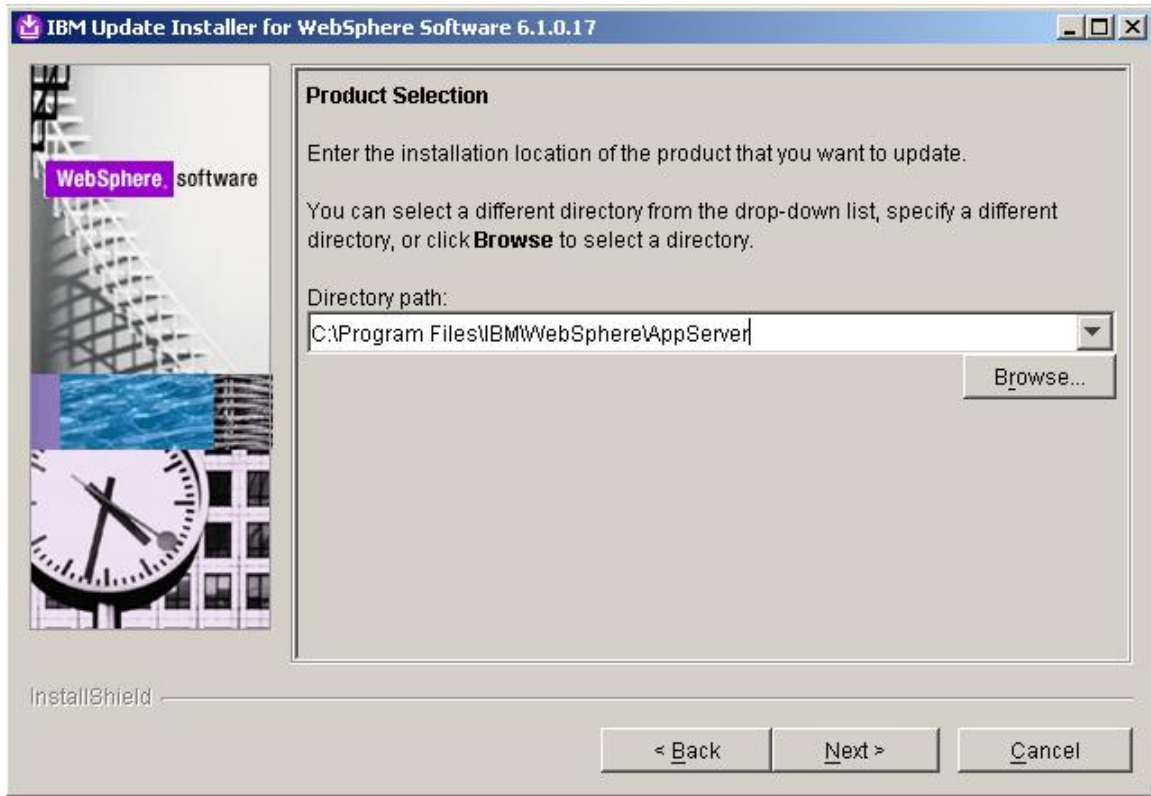 IBM Update Installer for WebSphere Software 6.1.0.17
WebSphere. software
Product Selection
Enter the installation location of the product that you want to update.
You can select a different directory from the drop-down list, specify a different
directory, or click Browse to select a directory.
Directory path:
C:\Program Files\IBM\WebSphere\AppServer
Browse...
InstallShield
< Back
Next >
Cancel